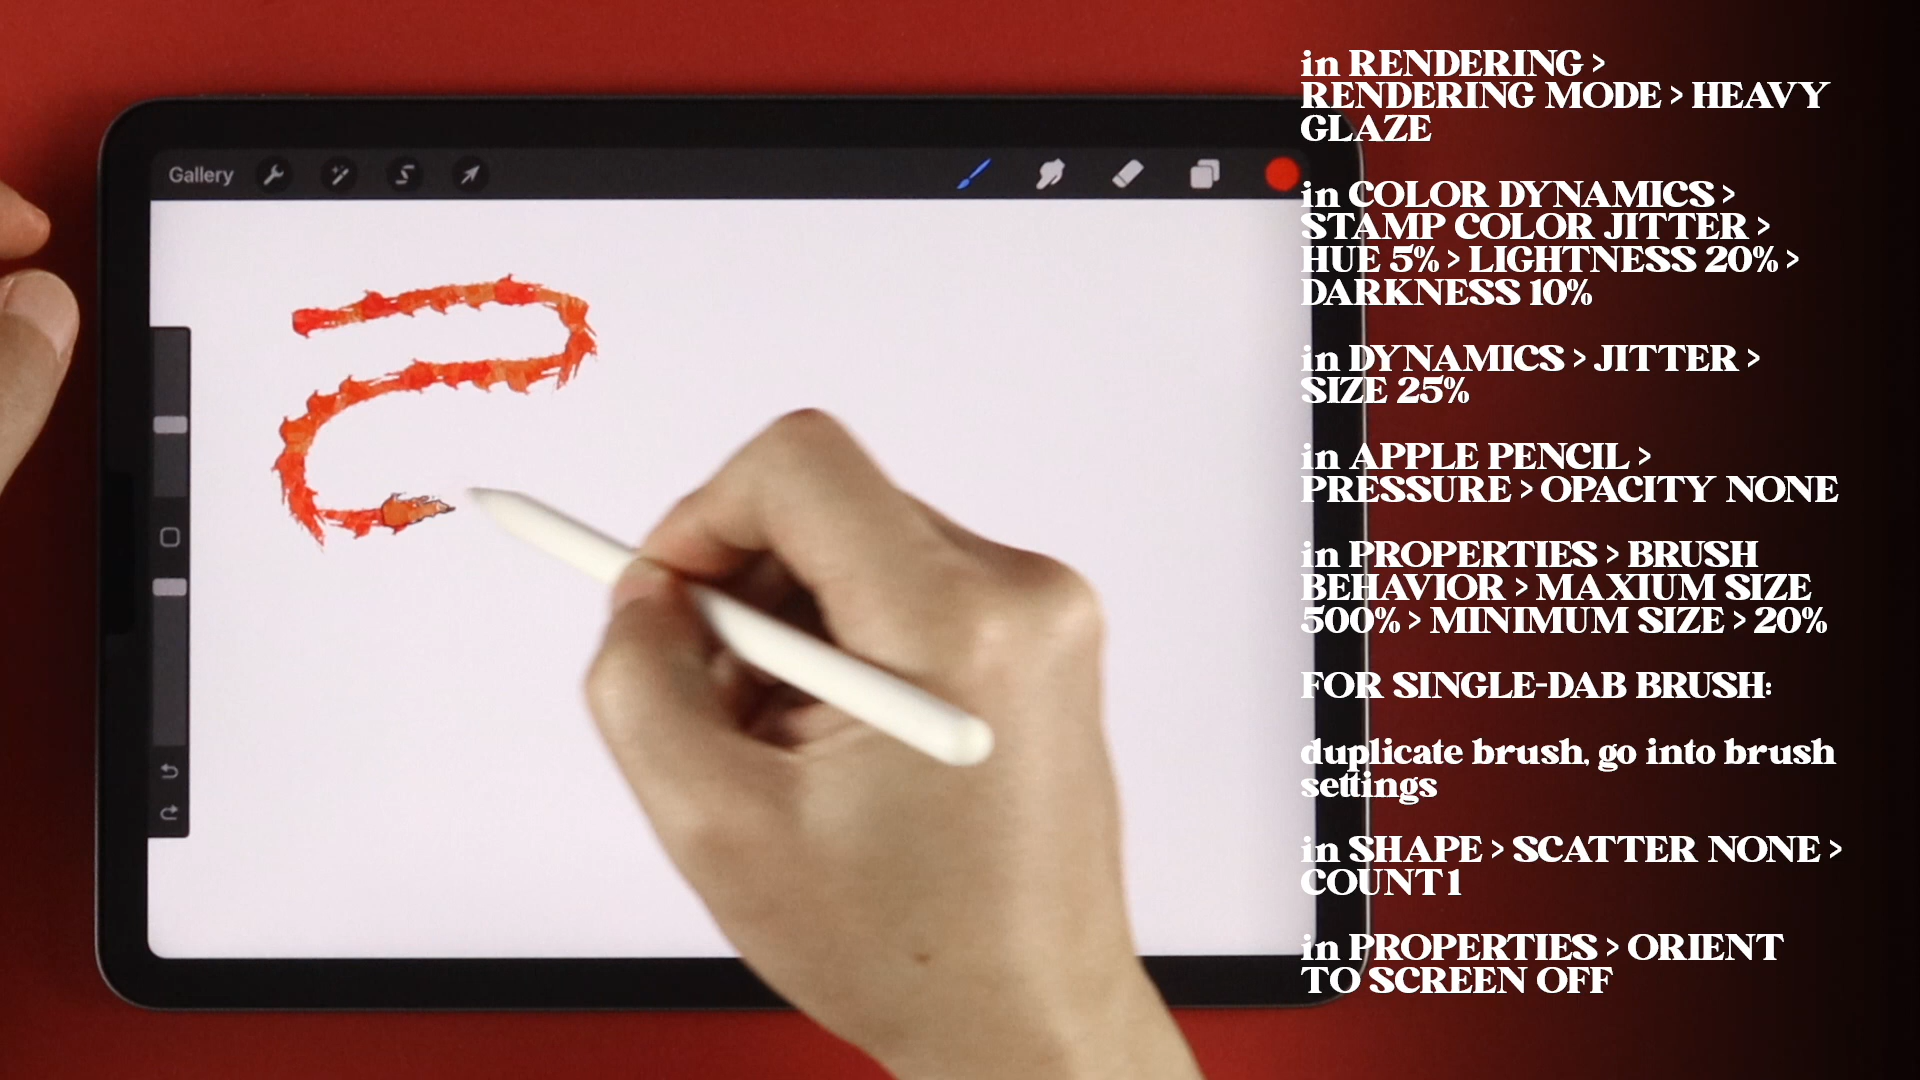 Gallery
in RENDERING >
RENDERING MODE > HEAVY
GLAZE
in COLOR DYNAMICS >
STAMP COLOR JITTER >
HUE 5% > LIGHTNESS 20% >
DARKNESS 10%
in DYNAMICS > JITTER >
SIZE 25%
in APPLE PENCIL >
PRESSURE > OPACITY NONE
in PROPERTIES > BRUSH
BEHAVIOR > MAXIUM SIZE
500% > MINIMUM SIZE > 20%
FOR SINGLE-DAB BRUSH:
duplicate brush, go into brush
settings
in SHAPE > SCATTER NONE >
COUNT 1
in PROPERTIES > ORIENT
TO SCREEN OFF